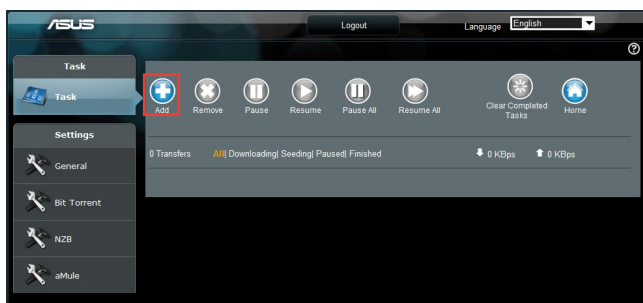 ASUS
Logout
Language English
?
Task
Task
Settings
General
Bit Torrent
NZB
aMule
Add Remove Pause Resume Pause All Resume All Clear Completed Tasks Home
0 Transfers All| Downloading| Seeding| Paused| Finished 0 KBps 0 KBps